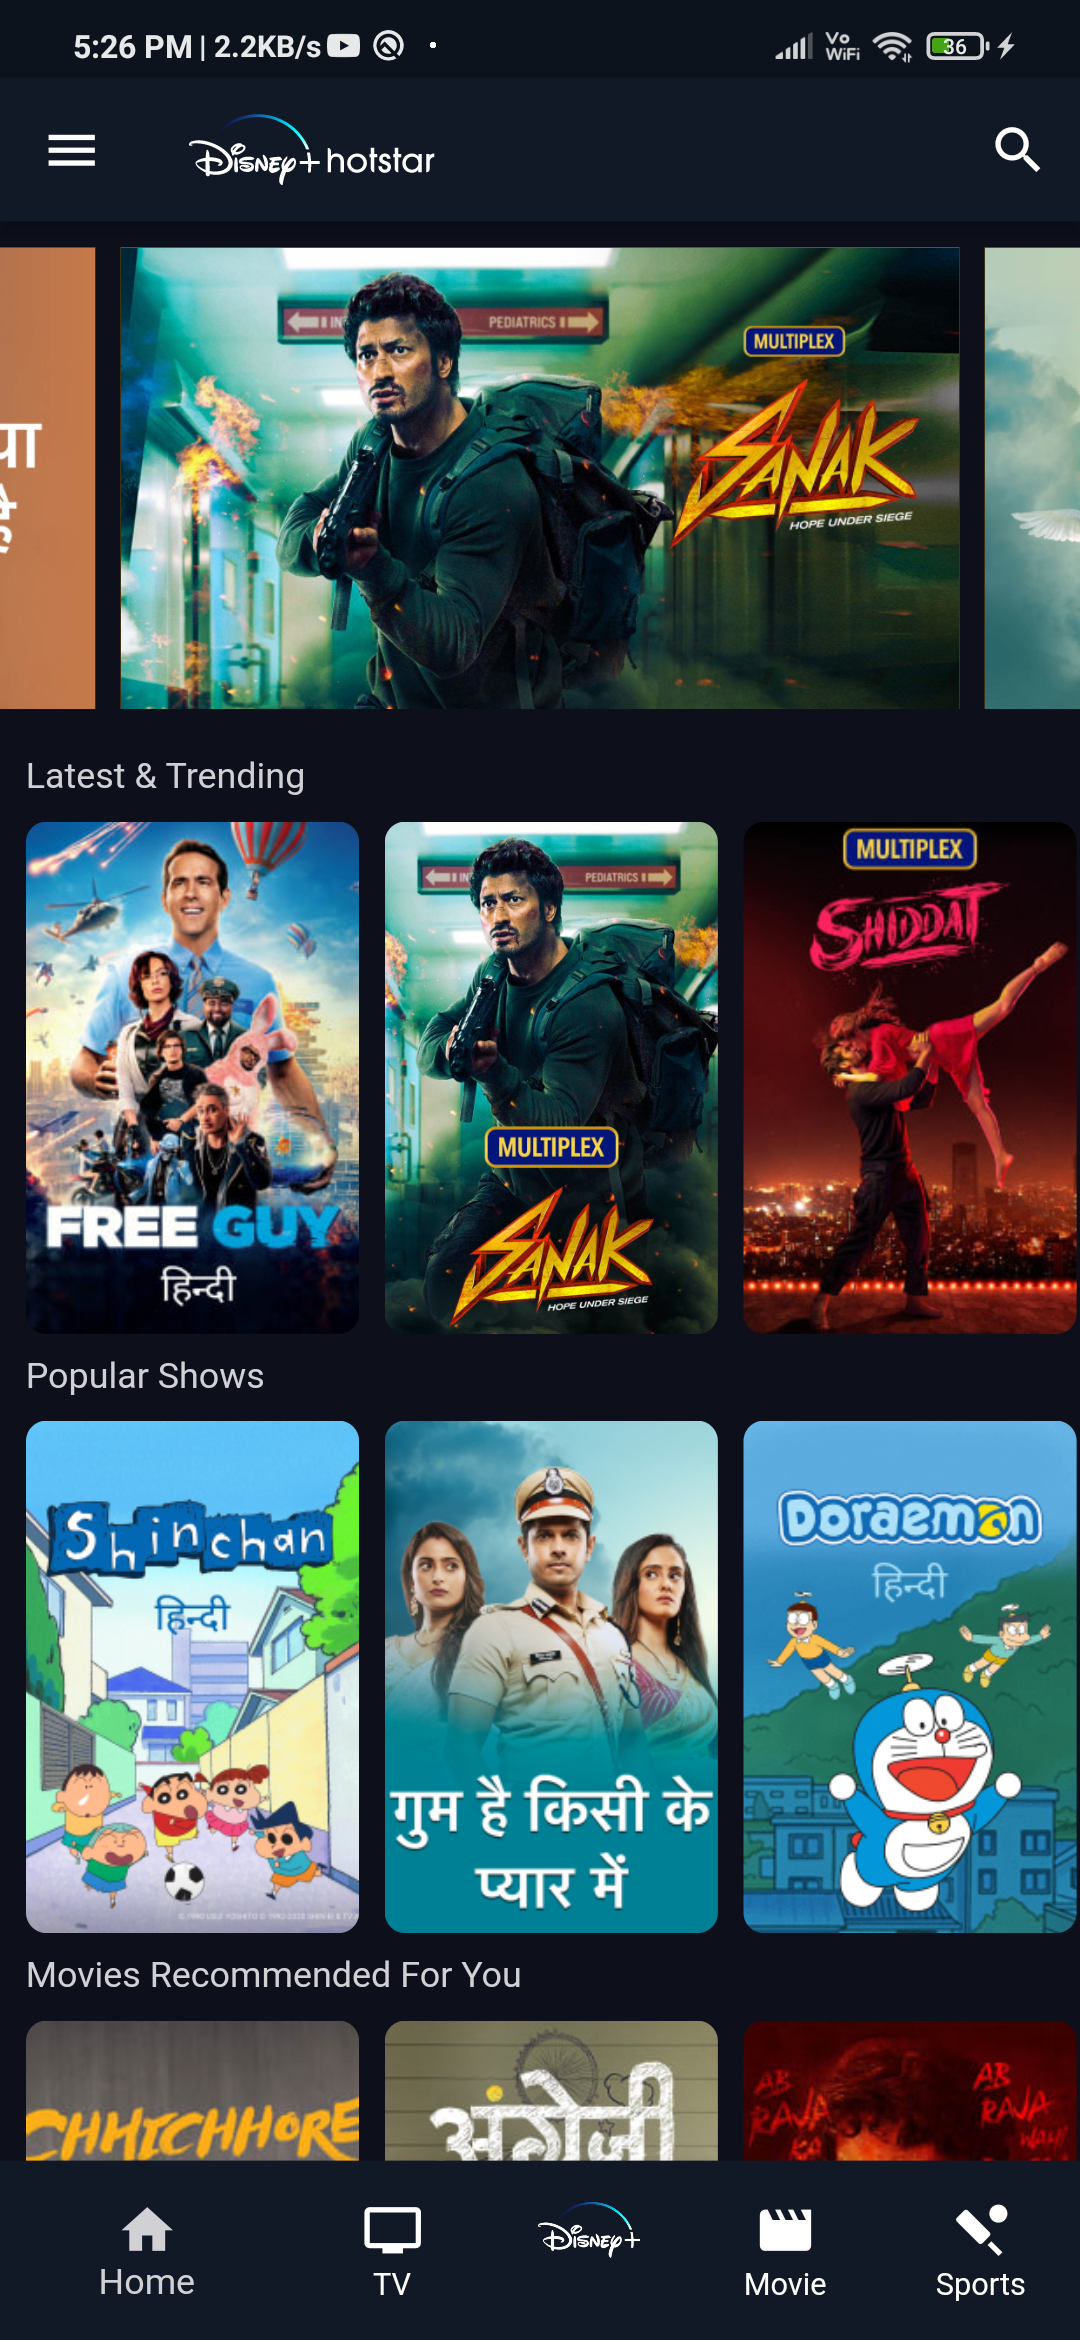 5:26 PM | 2.2KB/s
Vo
WiFi
36
Disney+ hotstar
या
है
PEDIATRICS
MULTIPLEX
SANAK
HOPE UNDER SIEGE
Latest & Trending
FREE GUY
हिन्दी
PEDIATRICS
MULTIPLEX
SANAK
HOPE UNDER SIEGE
MULTIPLEX
SHIDDAT
Popular Shows
Shinchan
हिन्दी
गुम है किसी के
प्यार में
Doraemon
हिन्दी
Movies Recommended For You
CHHICHHORE
अंग्रेज़ी
AB
RAJA
KA
AB
RAJA
WAHI
Home
TV
Disney+
Movie
Sports